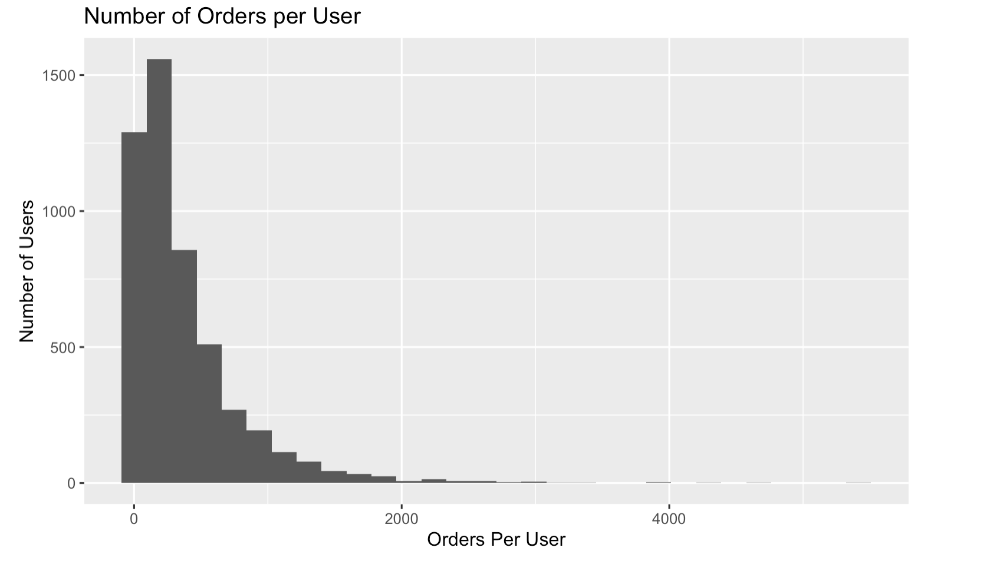 Number of Orders per User
1500
1000
500
0
Number of Users
0 2000 4000
Orders Per User